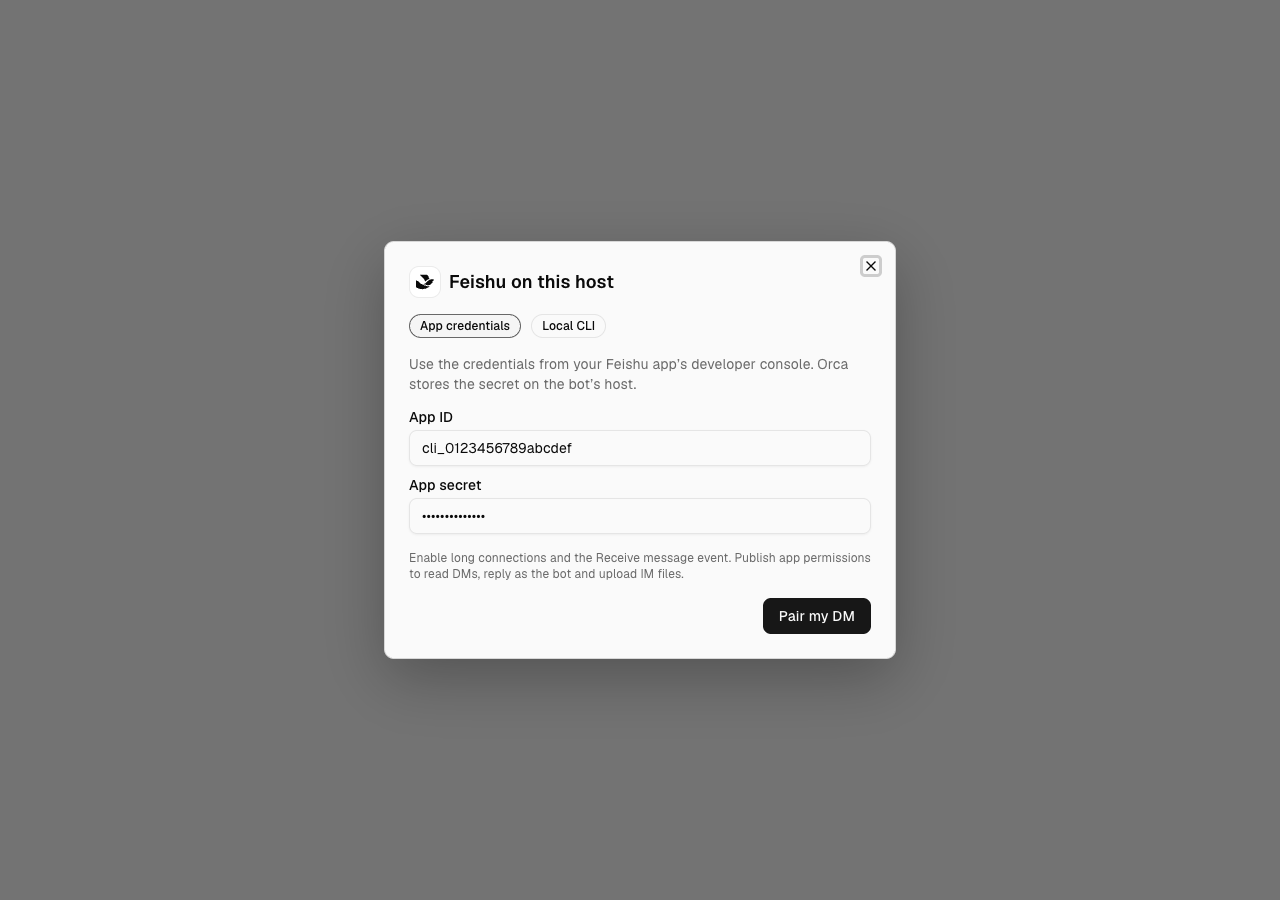 Feishu on this host
App credentials
Local CLI
Use the credentials from your Feishu app's developer console. Orca
stores the secret on the bot's host.
App ID
cli_0123456789abcdef
App secret
••••••••••••••
Enable long connections and the Receive message event. Publish app permissions
to read DMs, reply as the bot and upload IM files.
Pair my DM